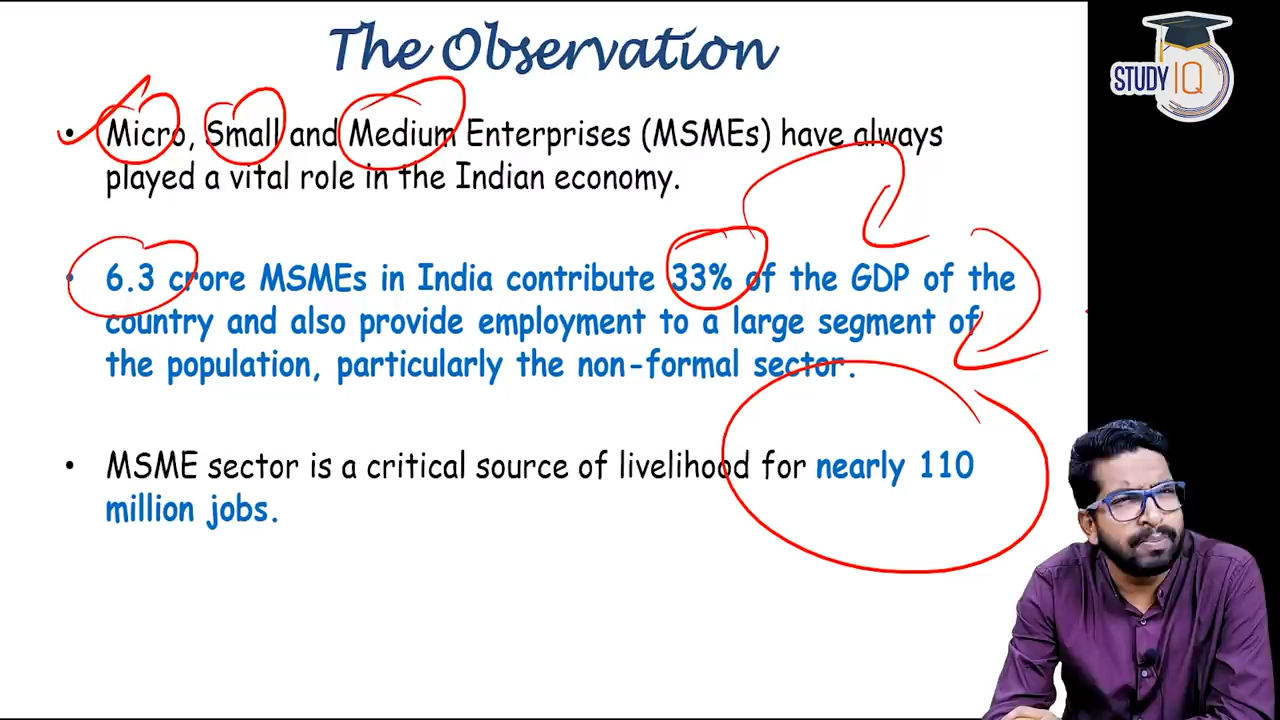 The Observation
STUDY IQ
• Micro, Small and Medium Enterprises (MSMEs) have always
played a vital role in the Indian economy.
• 6.3 crore MSMEs in India contribute 33% of the GDP of the
country and also provide employment to a large segment of
the population, particularly the non-formal sector.
• MSME sector is a critical source of livelihood for nearly 110
million jobs.